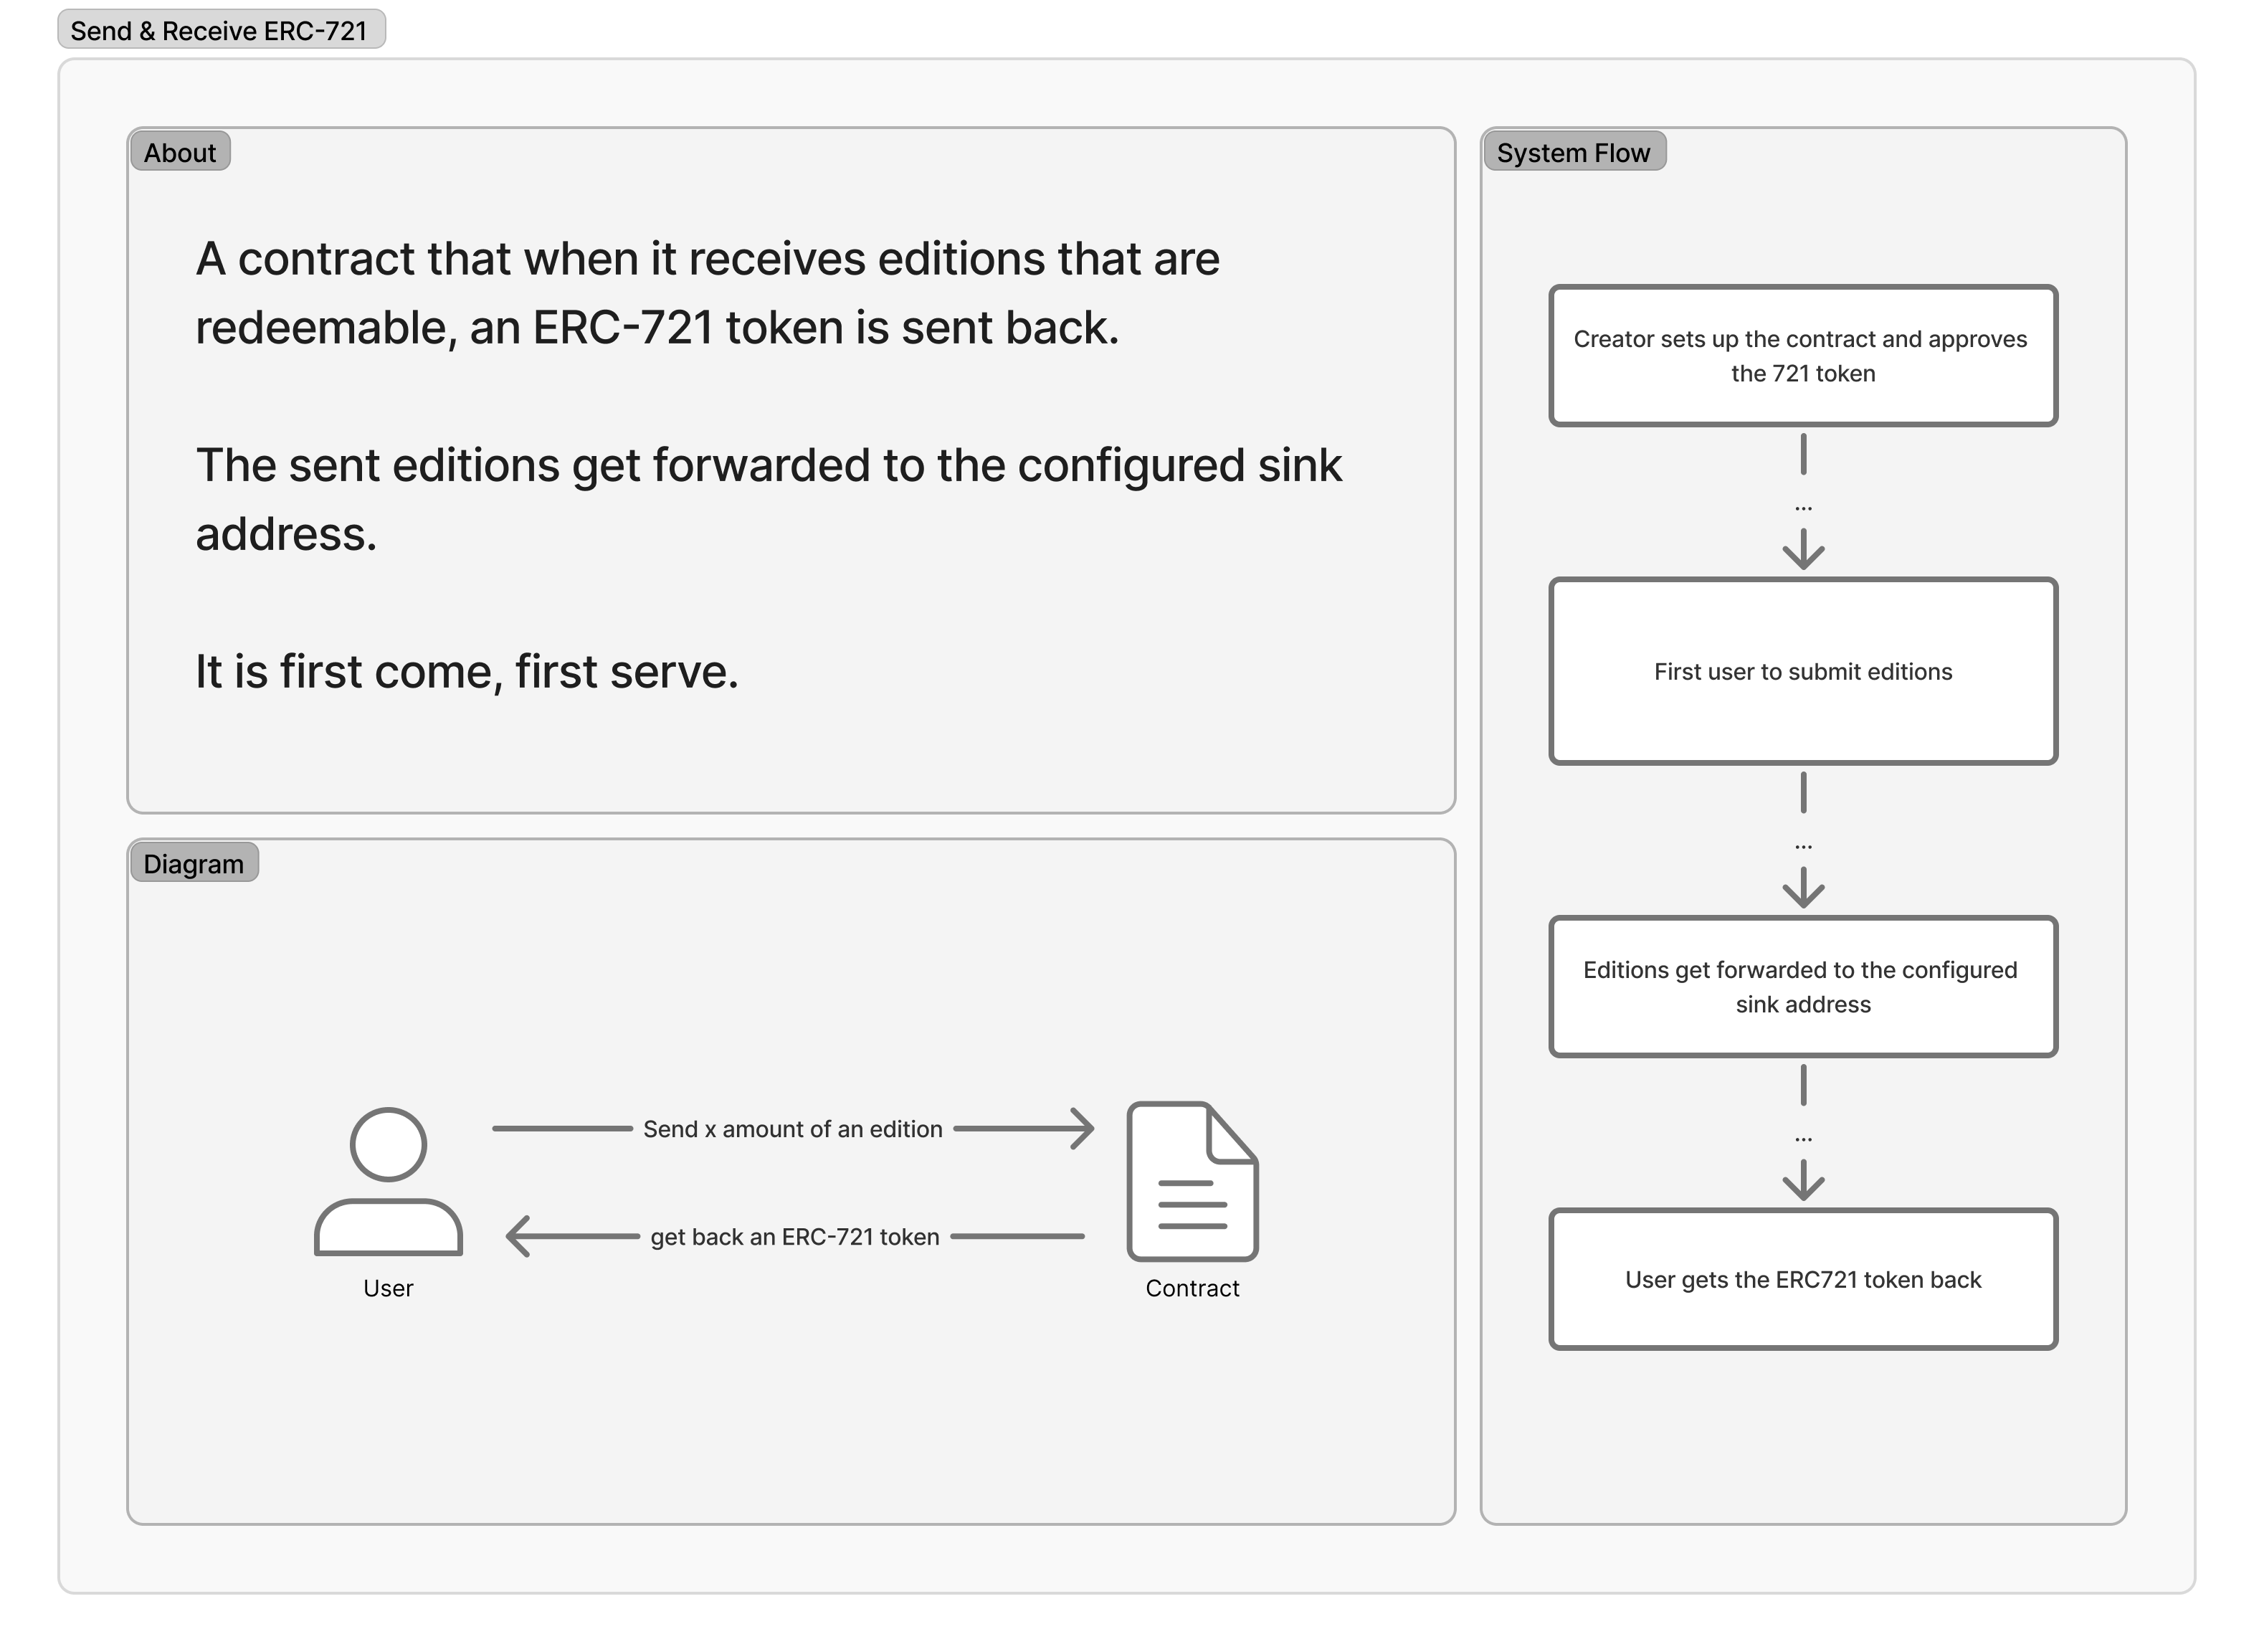 Send & Receive ERC-721
About
A contract that when it receives editions that are
redeemable, an ERC-721 token is sent back.
The sent editions get forwarded to the configured sink
address.
It is first come, first serve.
Diagram
Send x amount of an edition
get back an ERC-721 token
User
Contract
System Flow
Creator sets up the contract and approves
the 721 token
...
First user to submit editions
...
Editions get forwarded to the configured
sink address
...
User gets the ERC721 token back